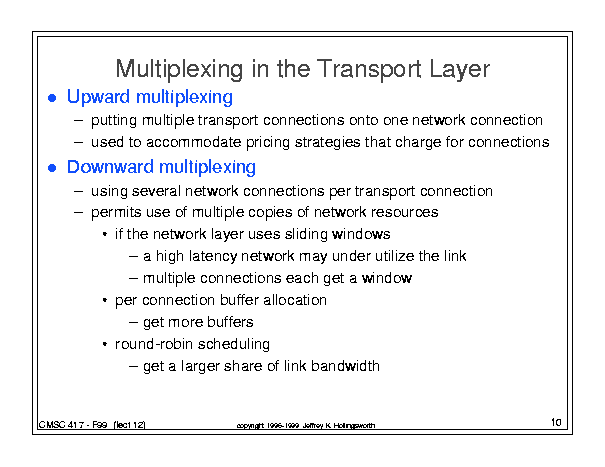 Multiplexing in the Transport Layer
• Upward multiplexing
– putting multiple transport connections onto one network connection
– used to accommodate pricing strategies that charge for connections
• Downward multiplexing
– using several network connections per transport connection
– permits use of multiple copies of network resources
• if the network layer uses sliding windows
– a high latency network may under utilize the link
– multiple connections each get a window
• per connection buffer allocation
– get more buffers
• round-robin scheduling
– get a larger share of link bandwidth
CMSC 417 - F99 (lect 12)
copyright 1996-1999 Jeffrey K. Hollingsworth
10